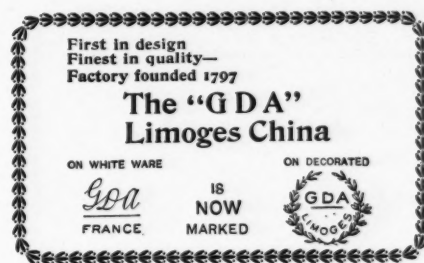 First in design
Finest in quality—
Factory founded 1797
The “G D A”
Limoges China
ON WHITE WARE
GDa
FRANCE
IS
NOW
MARKED
ON DECORATED
GDA
LIMOGES